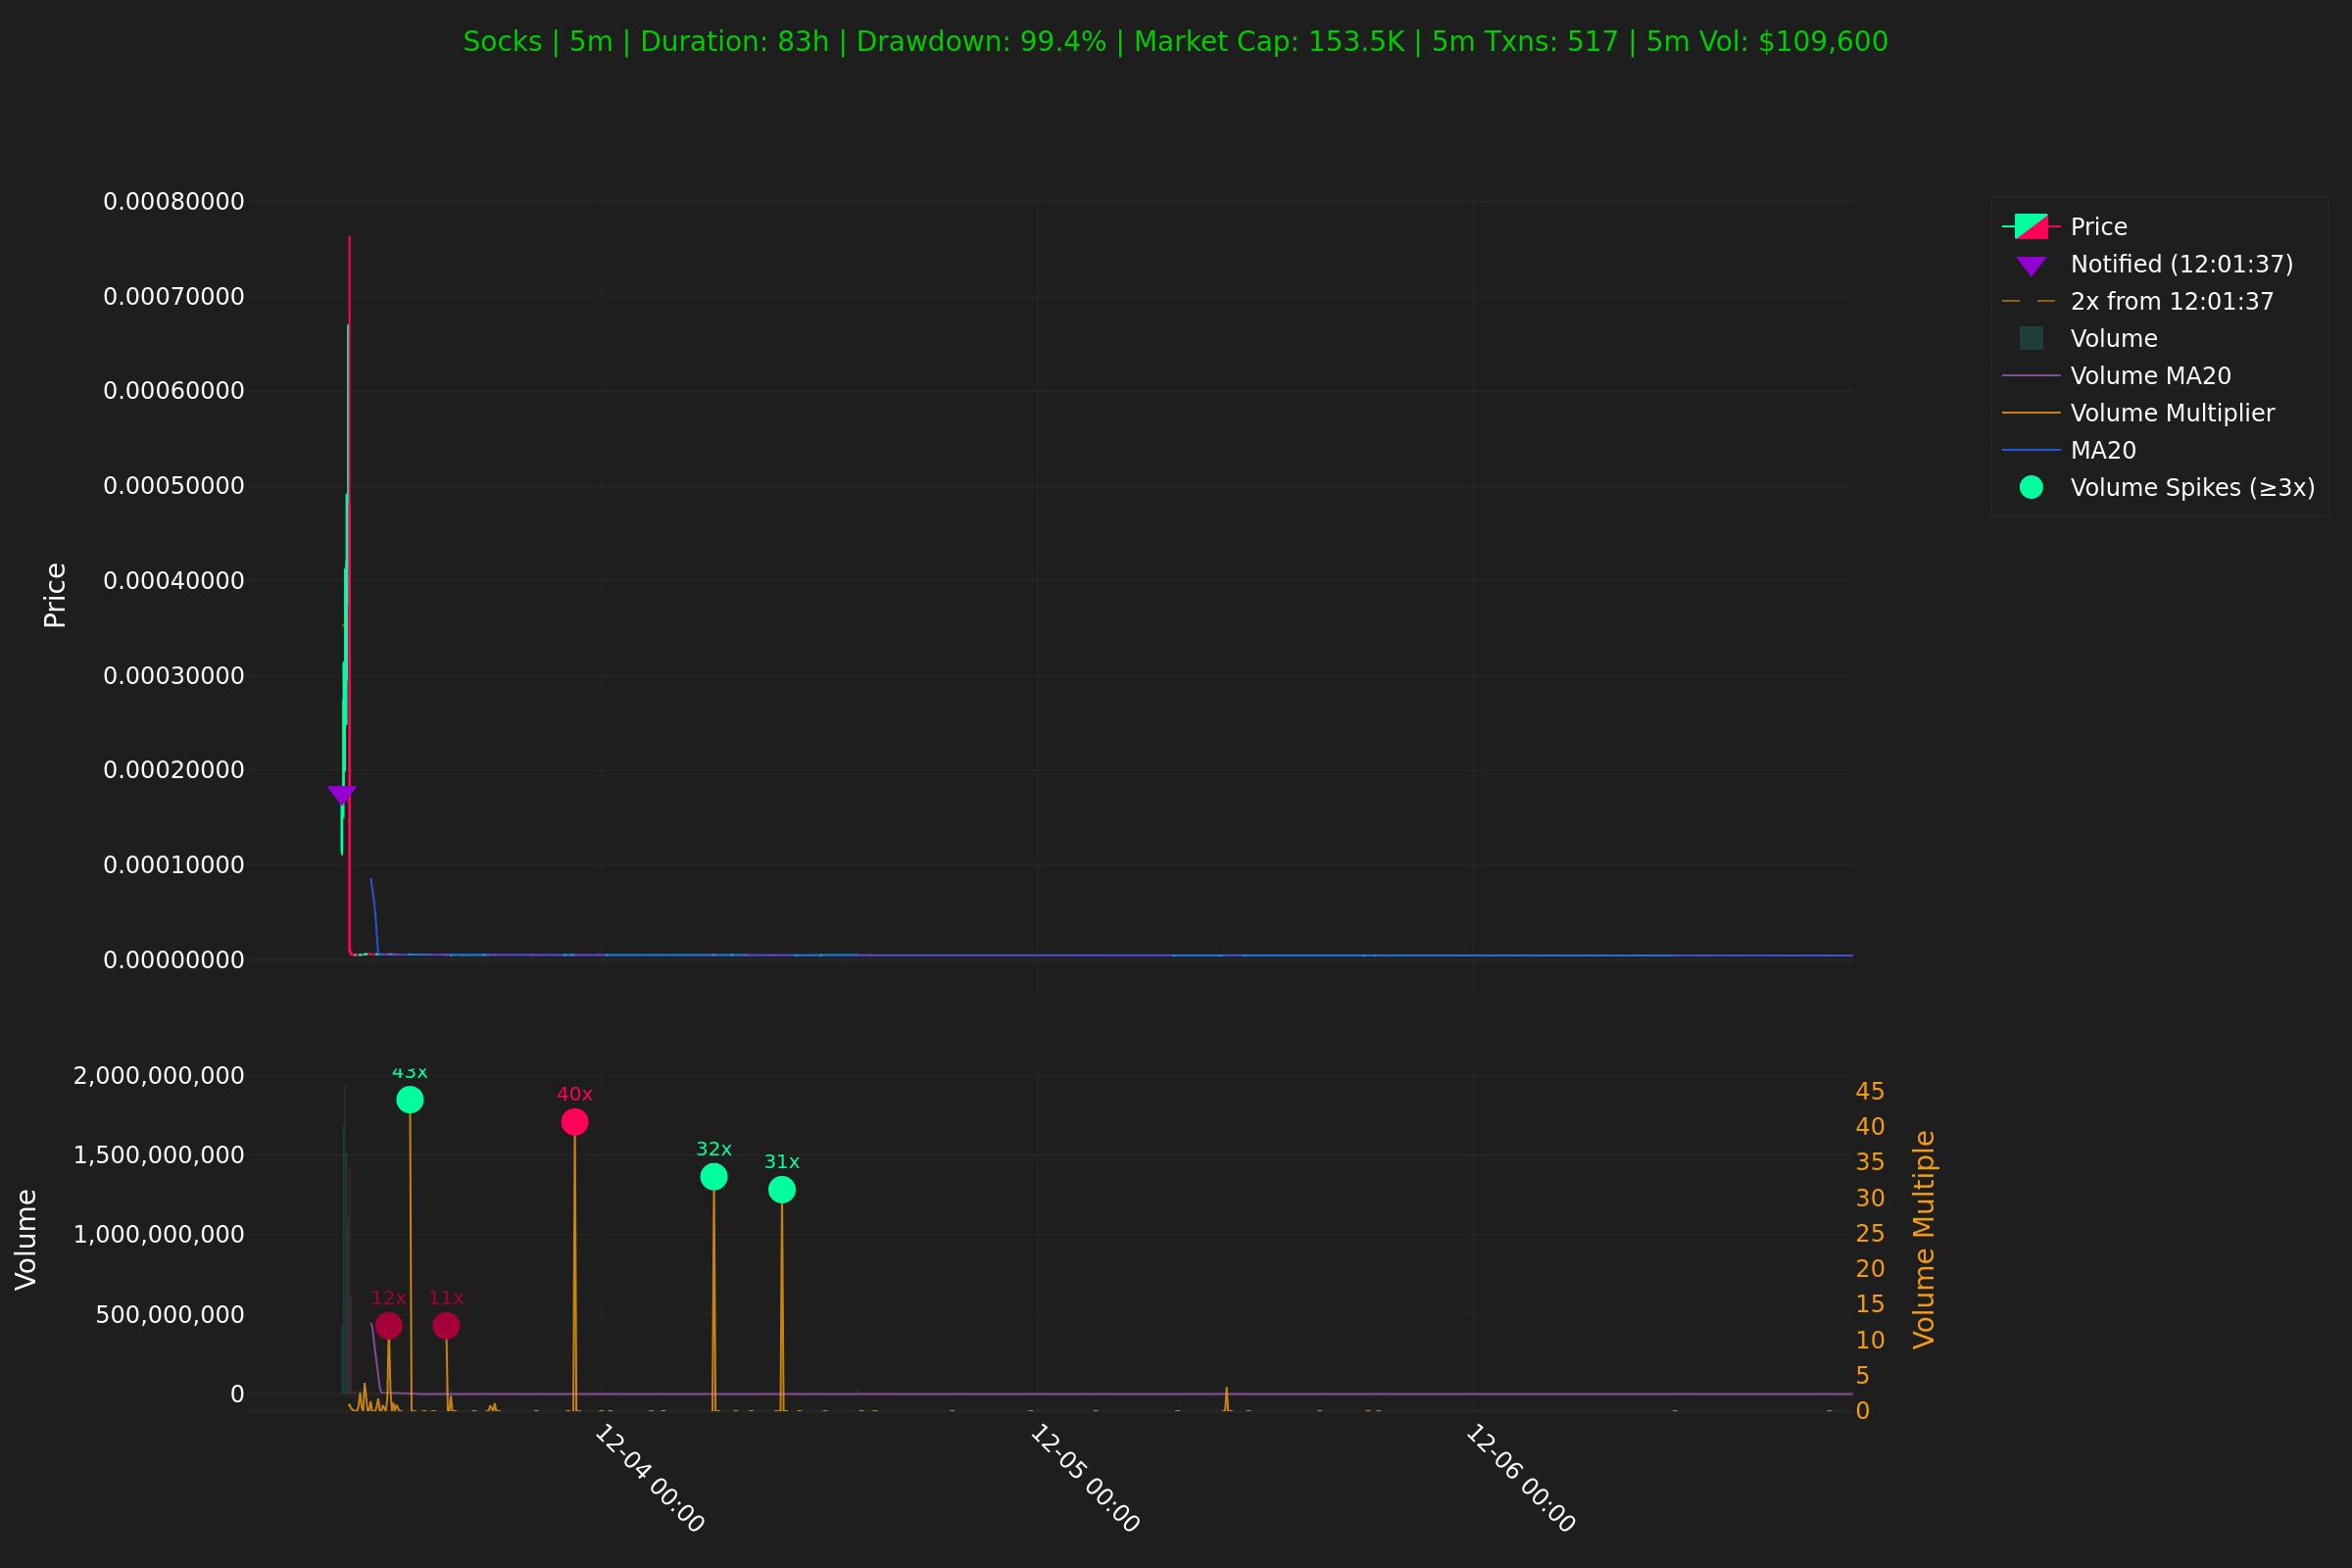 Socks | 5m | Duration: 83h | Drawdown: 99.4% | Market Cap: 153.5K | 5m Txns: 517 | 5m Vol: $109,600
0.00080000
0.00070000
0.00060000
0.00050000
0.00040000
0.00030000
0.00020000
0.00010000
0.00000000
Price
Price
Notified (12:01:37)
2x from 12:01:37
Volume
Volume MA20
Volume Multiplier
MA20
Volume Spikes (≥3x)
2,000,000,000
1,500,000,000
1,000,000,000
500,000,000
0
Volume
43x
40x
32x
31x
12x
11x
45
40
35
30
25
20
15
10
5
0
Volume Multiple
12-04 00:00
12-05 00:00
12-06 00:00